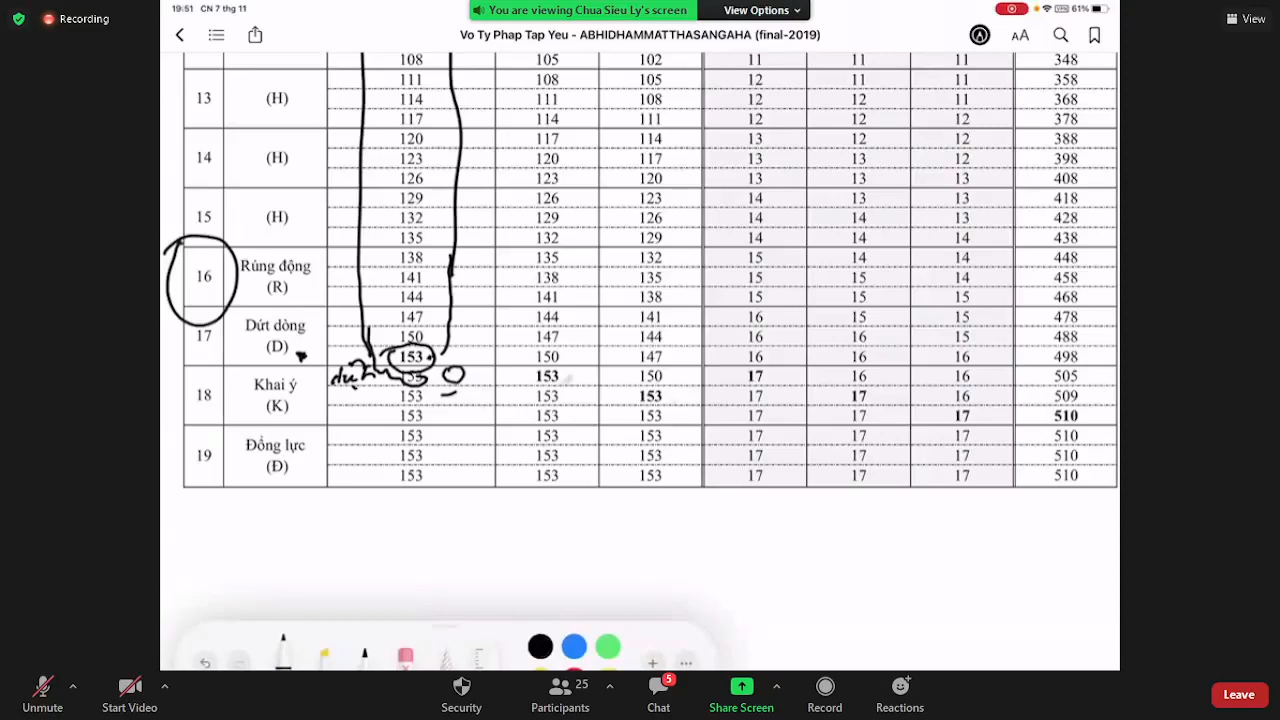 19:51 CN 7 thg 11
You are viewing Chua Sieu Ly's screen
View Options
61%
Recording
View
Vo Ty Phap Tap Yeu - ABHIDHAMMATTHASANGAHA (final-2019)
AA
108 105 102 11 11 11 348
13 (H)
111 108 105 12 11 11 358
114 111 108 12 12 11 368
117 114 111 12 12 12 378
14 (H)
120 117 114 13 12 12 388
123 120 117 13 13 12 398
126 123 120 13 13 13 408
15 (H)
129 126 123 14 13 13 418
132 129 126 14 14 13 428
135 132 129 14 14 14 438
16 Rúng động (R)
138 135 132 15 14 14 448
141 138 135 15 15 14 458
144 141 138 15 15 15 468
17 Dứt dòng (D)
147 144 141 16 15 15 478
150 147 144 16 16 15 488
153 150 147 16 16 16 498
18 Khai ý (K)
153 153 150 17 16 16 505
153 153 153 17 17 16 509
153 153 153 17 17 17 510
19 Đổng lực (Đ)
153 153 153 17 17 17 510
153 153 153 17 17 17 510
153 153 153 17 17 17 510
Unmute
Start Video
Security
25
Participants
5
Chat
Share Screen
Record
Reactions
Leave